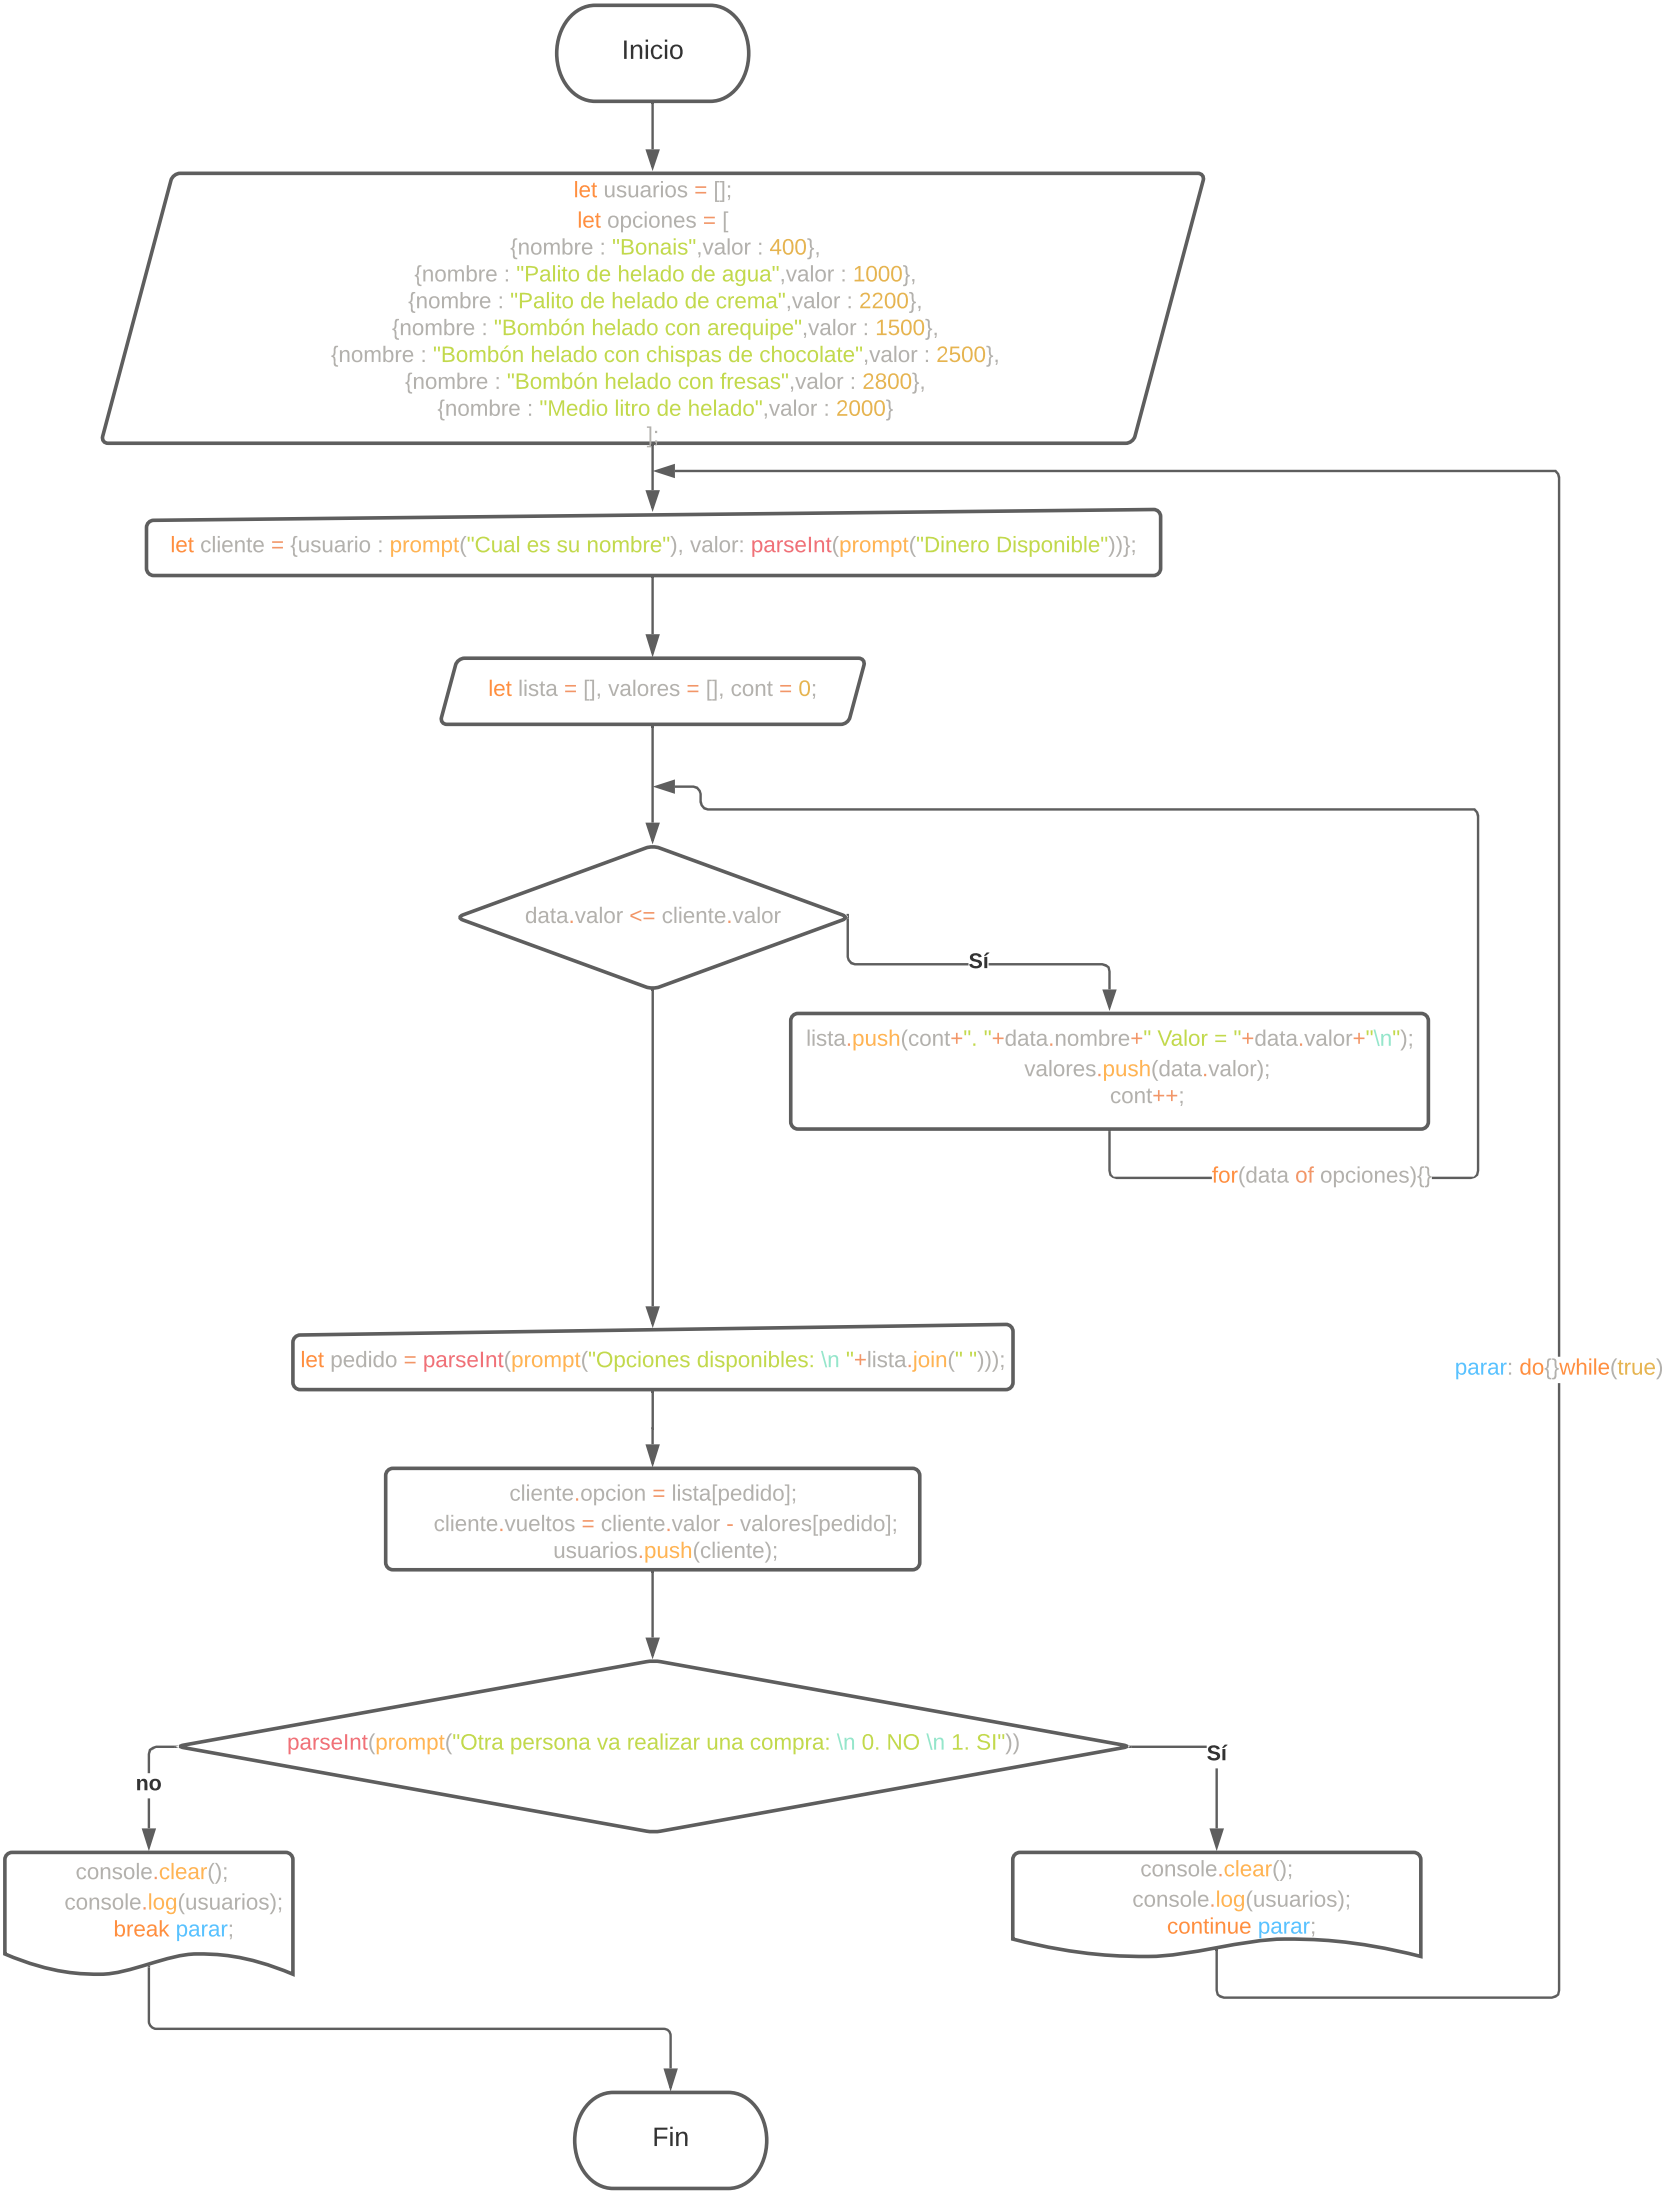 Inicio
let usuarios = [];
let opciones = [
{nombre : "Bonais",valor : 400},
{nombre : "Palito de helado de agua",valor : 1000},
{nombre : "Palito de helado de crema",valor : 2200},
{nombre : "Bombón helado con arequipe",valor : 1500},
{nombre : "Bombón helado con chispas de chocolate",valor : 2500},
{nombre : "Bombón helado con fresas",valor : 2800},
{nombre : "Medio litro de helado",valor : 2000}
];
let cliente = {usuario : prompt("Cual es su nombre"), valor: parseInt(prompt("Dinero Disponible"))};
let lista = [], valores = [], cont = 0;
data.valor <= cliente.valor
Sí
lista.push(cont+". "+data.nombre+" Valor = "+data.valor+"\n");
valores.push(data.valor);
cont++;
for(data of opciones){}
let pedido = parseInt(prompt("Opciones disponibles: \n "+lista.join(" ")));
parar: do{}while(true)
cliente.opcion = lista[pedido];
cliente.vueltos = cliente.valor - valores[pedido];
usuarios.push(cliente);
parseInt(prompt("Otra persona va realizar una compra: \n 0. NO \n 1. SI"))
no
Sí
console.clear();
console.log(usuarios);
break parar;
console.clear();
console.log(usuarios);
continue parar;
Fin